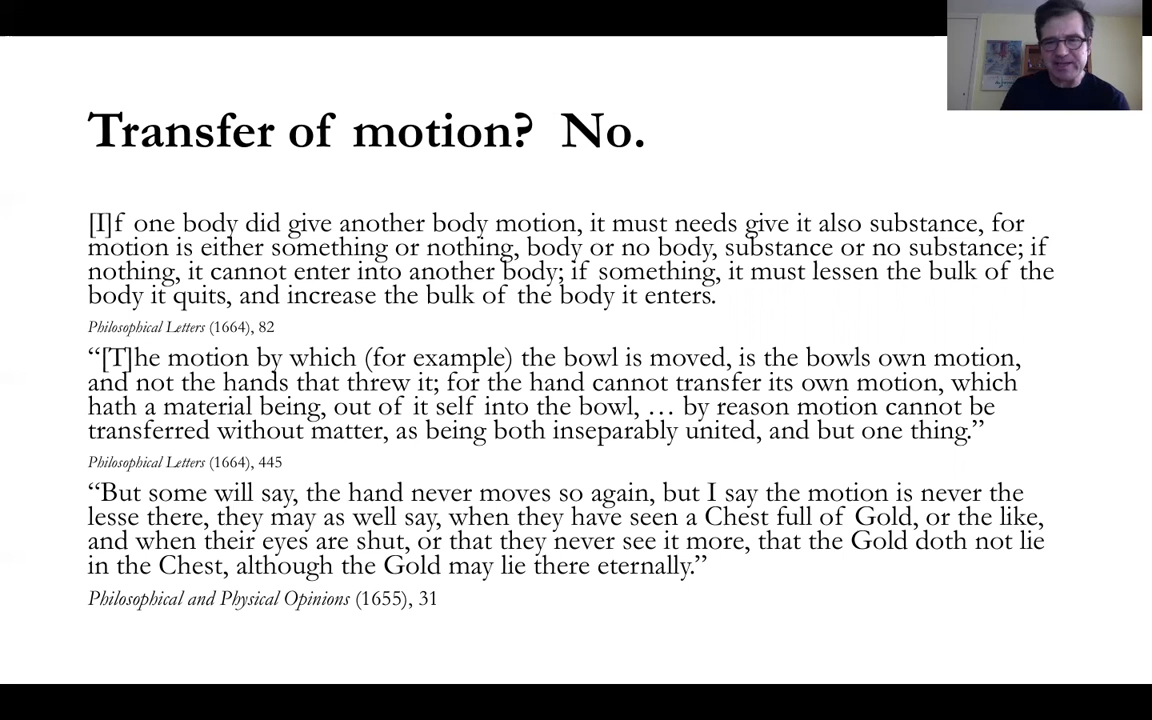 Transfer of motion? No.
[I]f one body did give another body motion, it must needs give it also substance, for
motion is either something or nothing, body or no body, substance or no substance; if
nothing, it cannot enter into another body; if something, it must lessen the bulk of the
body it quits, and increase the bulk of the body it enters.
Philosophical Letters (1664), 82
“[T]he motion by which (for example) the bowl is moved, is the bowls own motion,
and not the hands that threw it; for the hand cannot transfer its own motion, which
hath a material being, out of it self into the bowl, … by reason motion cannot be
transferred without matter, as being both inseparably united, and but one thing.”
Philosophical Letters (1664), 445
“But some will say, the hand never moves so again, but I say the motion is never the
lesse there, they may as well say, when they have seen a Chest full of Gold, or the like,
and when their eyes are shut, or that they never see it more, that the Gold doth not lie
in the Chest, although the Gold may lie there eternally.”
Philosophical and Physical Opinions (1655), 31